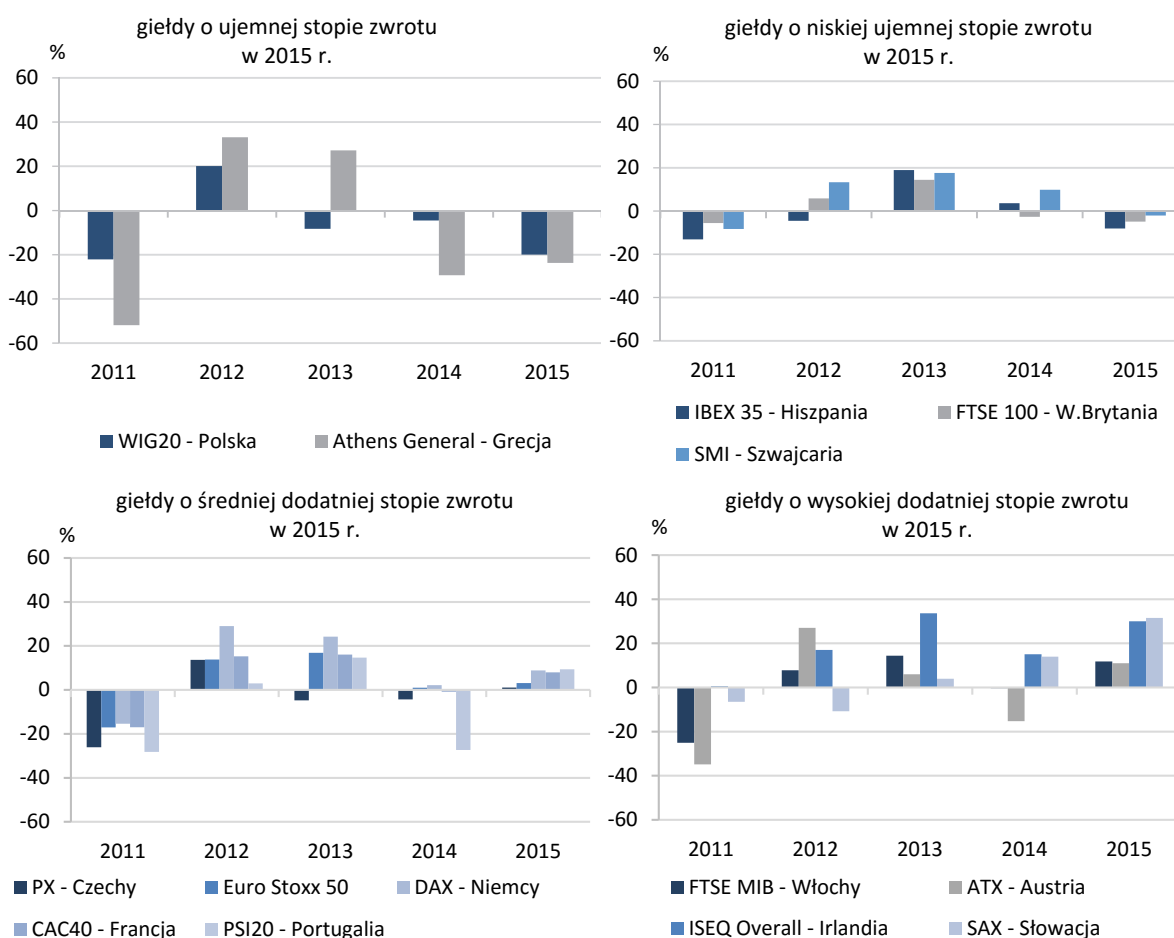 giełdy o ujemnej stopie zwrotu
w 2015 r.
%
60
40
20
0
-20
-40
-60
2011 2012 2013 2014 2015
WIG20 - Polska Athens General - Grecja
giełdy o niskiej ujemnej stopie zwrotu
w 2015 r.
%
60
40
20
0
-20
-40
-60
2011 2012 2013 2014 2015
IBEX 35 - Hiszpania FTSE 100 - W.Brytania
SMI - Szwajcaria
giełdy o średniej dodatniej stopie zwrotu
w 2015 r.
%
60
40
20
0
-20
-40
-60
2011 2012 2013 2014 2015
PX - Czechy Euro Stoxx 50 DAX - Niemcy
CAC40 - Francja PSI20 - Portugalia
giełdy o wysokiej dodatniej stopie zwrotu
w 2015 r.
%
60
40
20
0
-20
-40
-60
2011 2012 2013 2014 2015
FTSE MIB - Włochy ATX - Austria
ISEQ Overall - Irlandia SAX - Słowacja